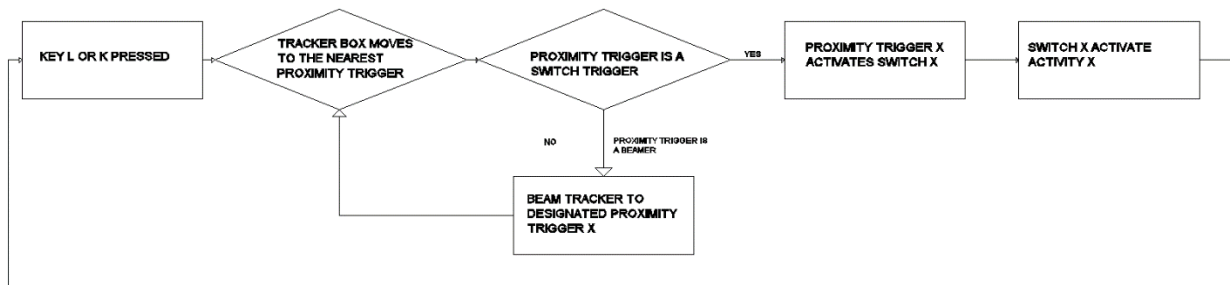 KEY L OR K PRESSED
TRACKER BOX MOVES
TO THE NEAREST
PROXIMITY TRIGGER
PROXIMITY TRIGGER IS A
SWITCH TRIGGER
YES
PROXIMITY TRIGGER X
ACTIVATES SWITCH X
SWITCH X ACTIVATE
ACTIVITY X
NO
PROXIMITY TRIGGER IS
A BEAMER
BEAM TRACKER TO
DESIGNATED PROXIMITY
TRIGGER X